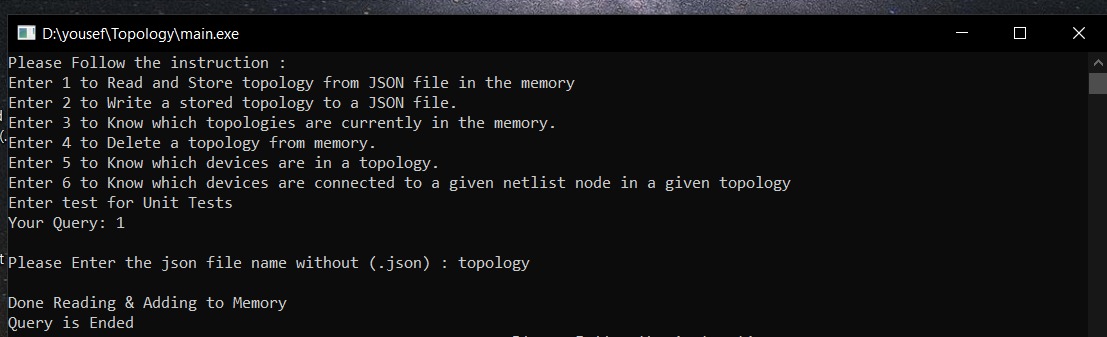 D:\yousef\Topology\main.exe
Please Follow the instruction :
Enter 1 to Read and Store topology from JSON file in the memory
Enter 2 to Write a stored topology to a JSON file.
Enter 3 to Know which topologies are currently in the memory.
Enter 4 to Delete a topology from memory.
Enter 5 to Know which devices are in a topology.
Enter 6 to Know which devices are connected to a given netlist node in a given topology
Enter test for Unit Tests
Your Query: 1
Please Enter the json file name without (.json) : topology
Done Reading & Adding to Memory
Query is Ended